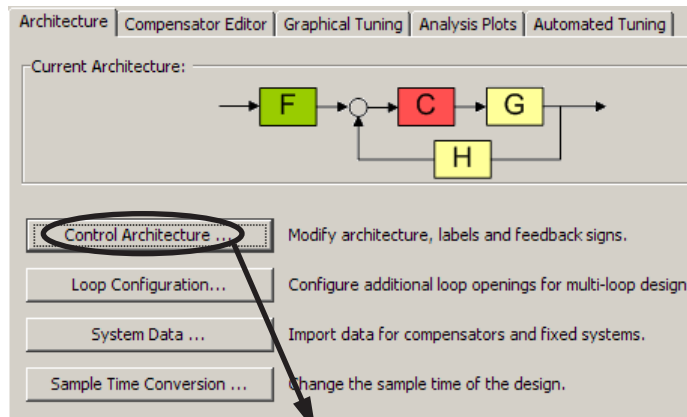 Architecture Compensator Editor Graphical Tuning Analysis Plots Automated Tuning
Current Architecture:
F C G
H
Control Architecture ... Modify architecture, labels and feedback signs.
Loop Configuration... Configure additional loop openings for multi-loop design
System Data ... Import data for compensators and fixed systems.
Sample Time Conversion ... Change the sample time of the design.